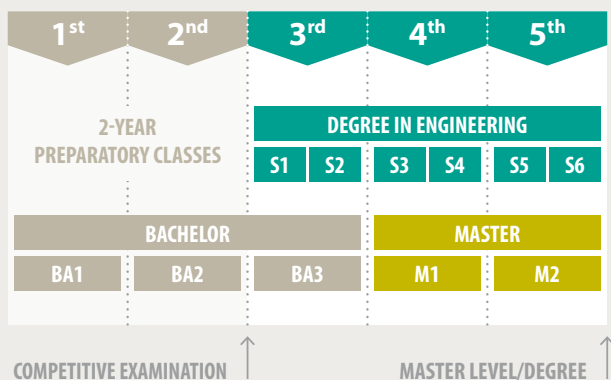 1st 2nd 3rd 4th 5th
2-YEAR
PREPARATORY CLASSES
DEGREE IN ENGINEERING
S1 S2 S3 S4 S5 S6
BACHELOR MASTER
BA1 BA2 BA3 M1 M2
COMPETITIVE EXAMINATION MASTER LEVEL/DEGREE